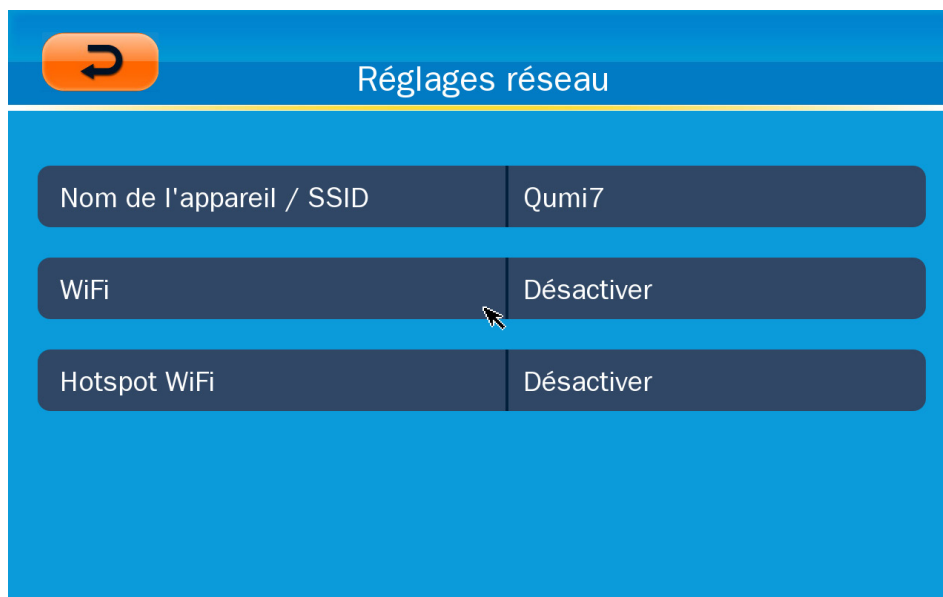 Réglages réseau
Nom de l'appareil / SSID Qumi7
WiFi Désactiver
Hotspot WiFi Désactiver